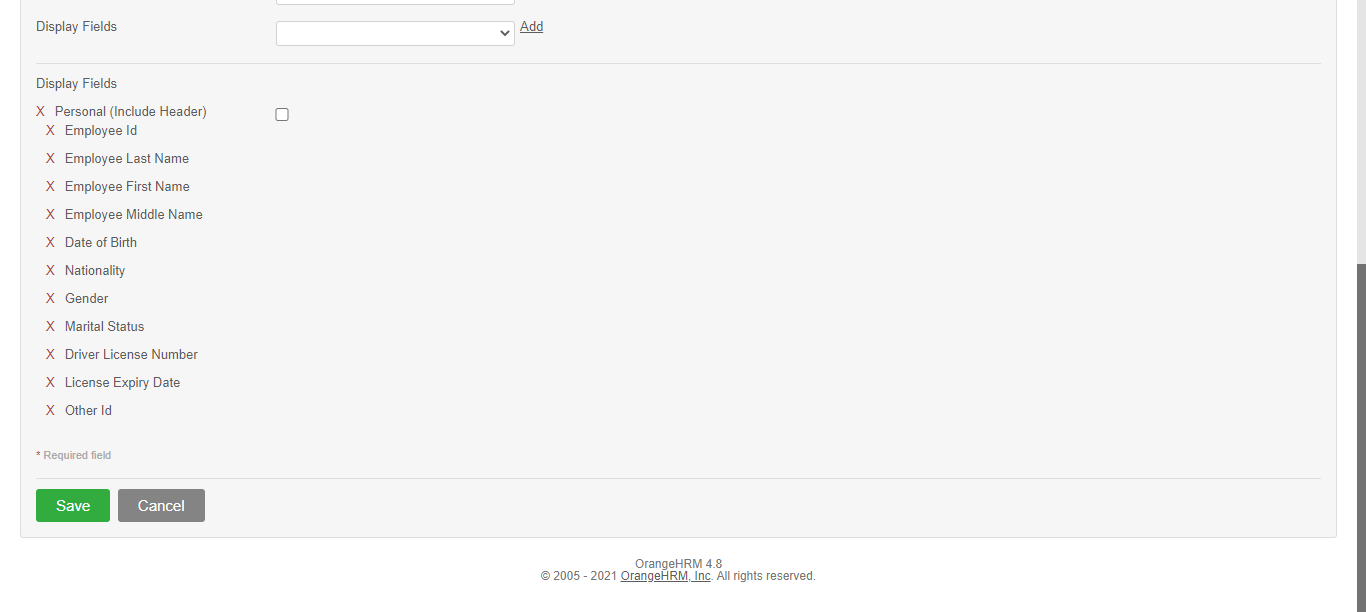 Display Fields
Add
Display Fields
X Personal (Include Header)
X Employee Id
X Employee Last Name
X Employee First Name
X Employee Middle Name
X Date of Birth
X Nationality
X Gender
X Marital Status
X Driver License Number
X License Expiry Date
X Other Id
* Required field
Save Cancel
OrangeHRM 4.8
© 2005 - 2021 OrangeHRM, Inc. All rights reserved.